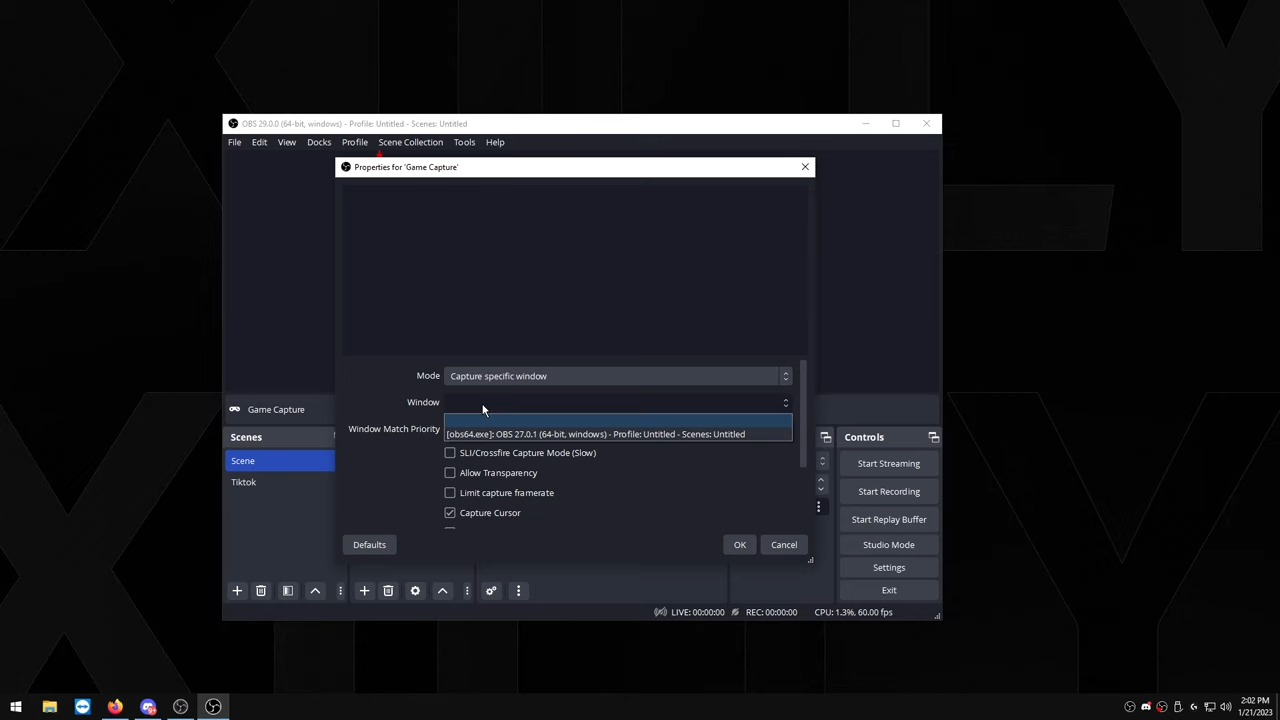 OBS 29.0.0 (64-bit, windows) - Profile: Untitled - Scenes: Untitled
File Edit View Docks Profile Scene Collection Tools Help
Properties for 'Game Capture'
Mode Capture specific window
Window
[obs64.exe]: OBS 27.0.1 (64-bit, windows) - Profile: Untitled - Scenes: Untitled
Window Match Priority
SLI/Crossfire Capture Mode (Slow)
Allow Transparency
Limit capture framerate
Capture Cursor
Defaults OK Cancel
Game Capture
Scenes
Scene
Tiktok
Controls
Start Streaming
Start Recording
Start Replay Buffer
Studio Mode
Settings
Exit
LIVE: 00:00:00 REC: 00:00:00 CPU: 1.3%, 60.00 fps
2:02 PM
1/21/2023